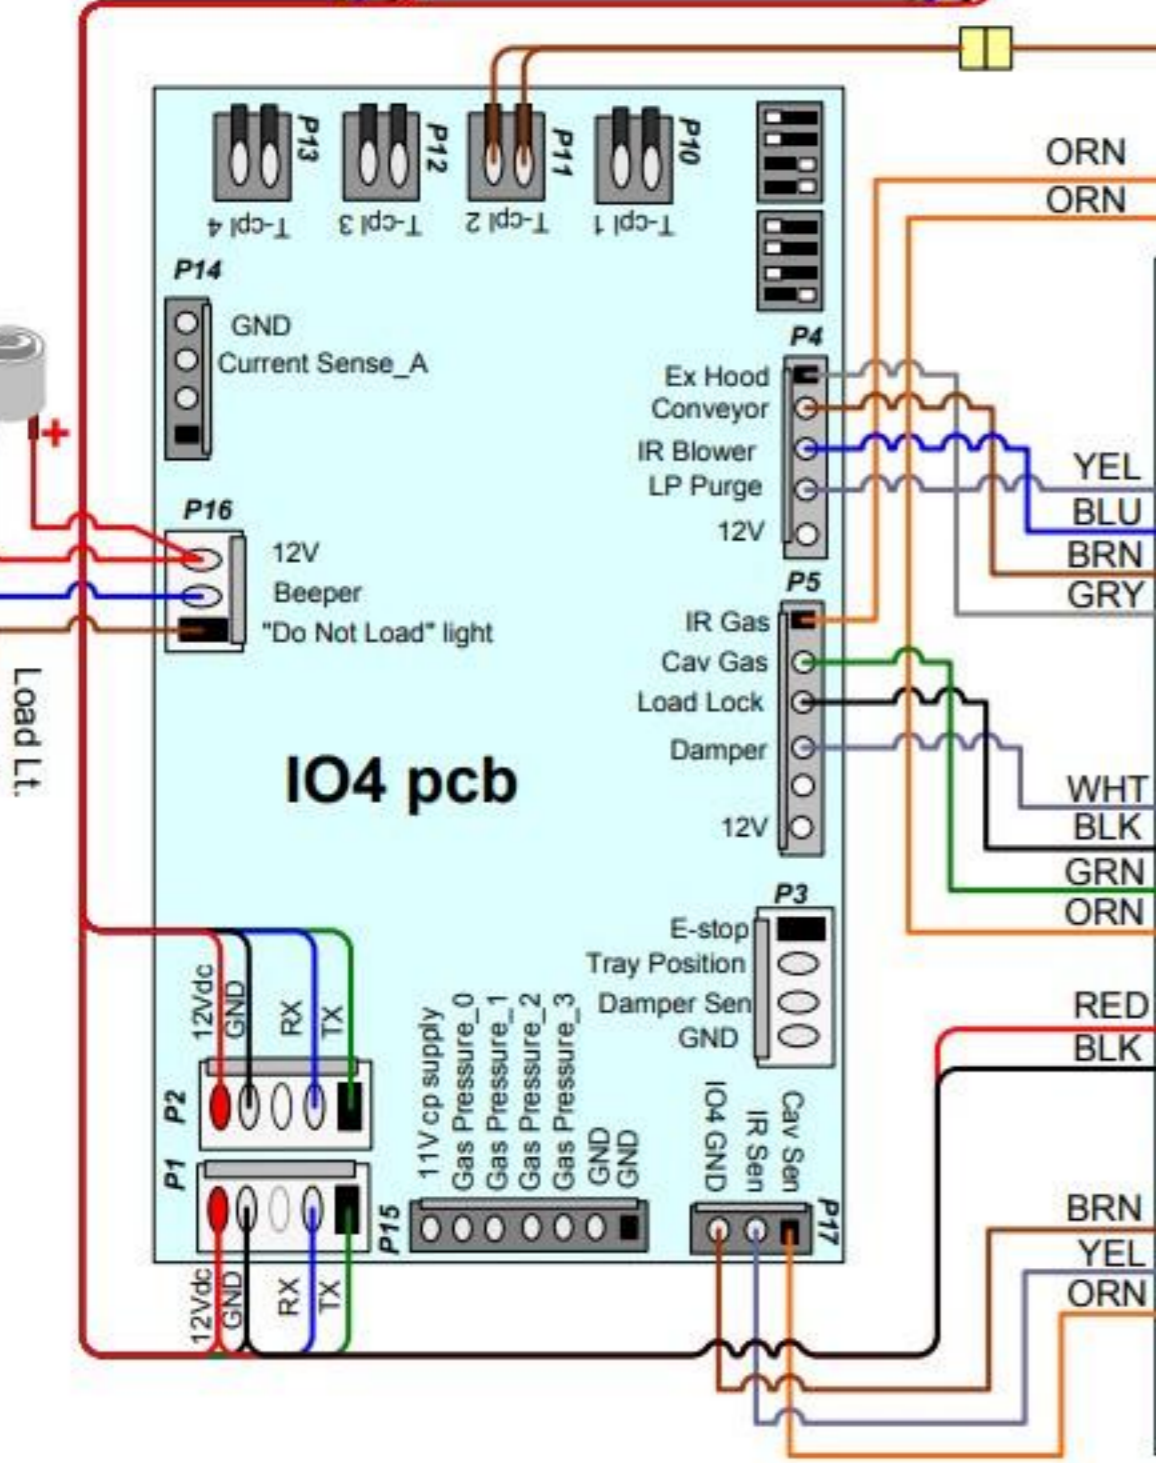 ORN
ORN
P13
P12
P11
P10
T-cpl 4
T-cpl 3
T-cpl 2
T-cpl 1
P14
GND
Current Sense_A
P4
Ex Hood
Conveyor
IR Blower
LP Purge
12V
YEL
BLU
BRN
GRY
+
P16
12V
Beeper
"Do Not Load" light
Load Lt.
P5
IR Gas
Cav Gas
Load Lock
Damper
12V
WHT
BLK
GRN
ORN
IO4 pcb
P3
E-stop
Tray Position
Damper Sen
GND
RED
BLK
12Vdc
GND
RX
TX
P2
P1
12Vdc
GND
RX
TX
11V cp supply
Gas Pressure_0
Gas Pressure_1
Gas Pressure_2
Gas Pressure_3
GND
GND
P15
IO4 GND
IR Sen
Cav Sen
P17
BRN
YEL
ORN